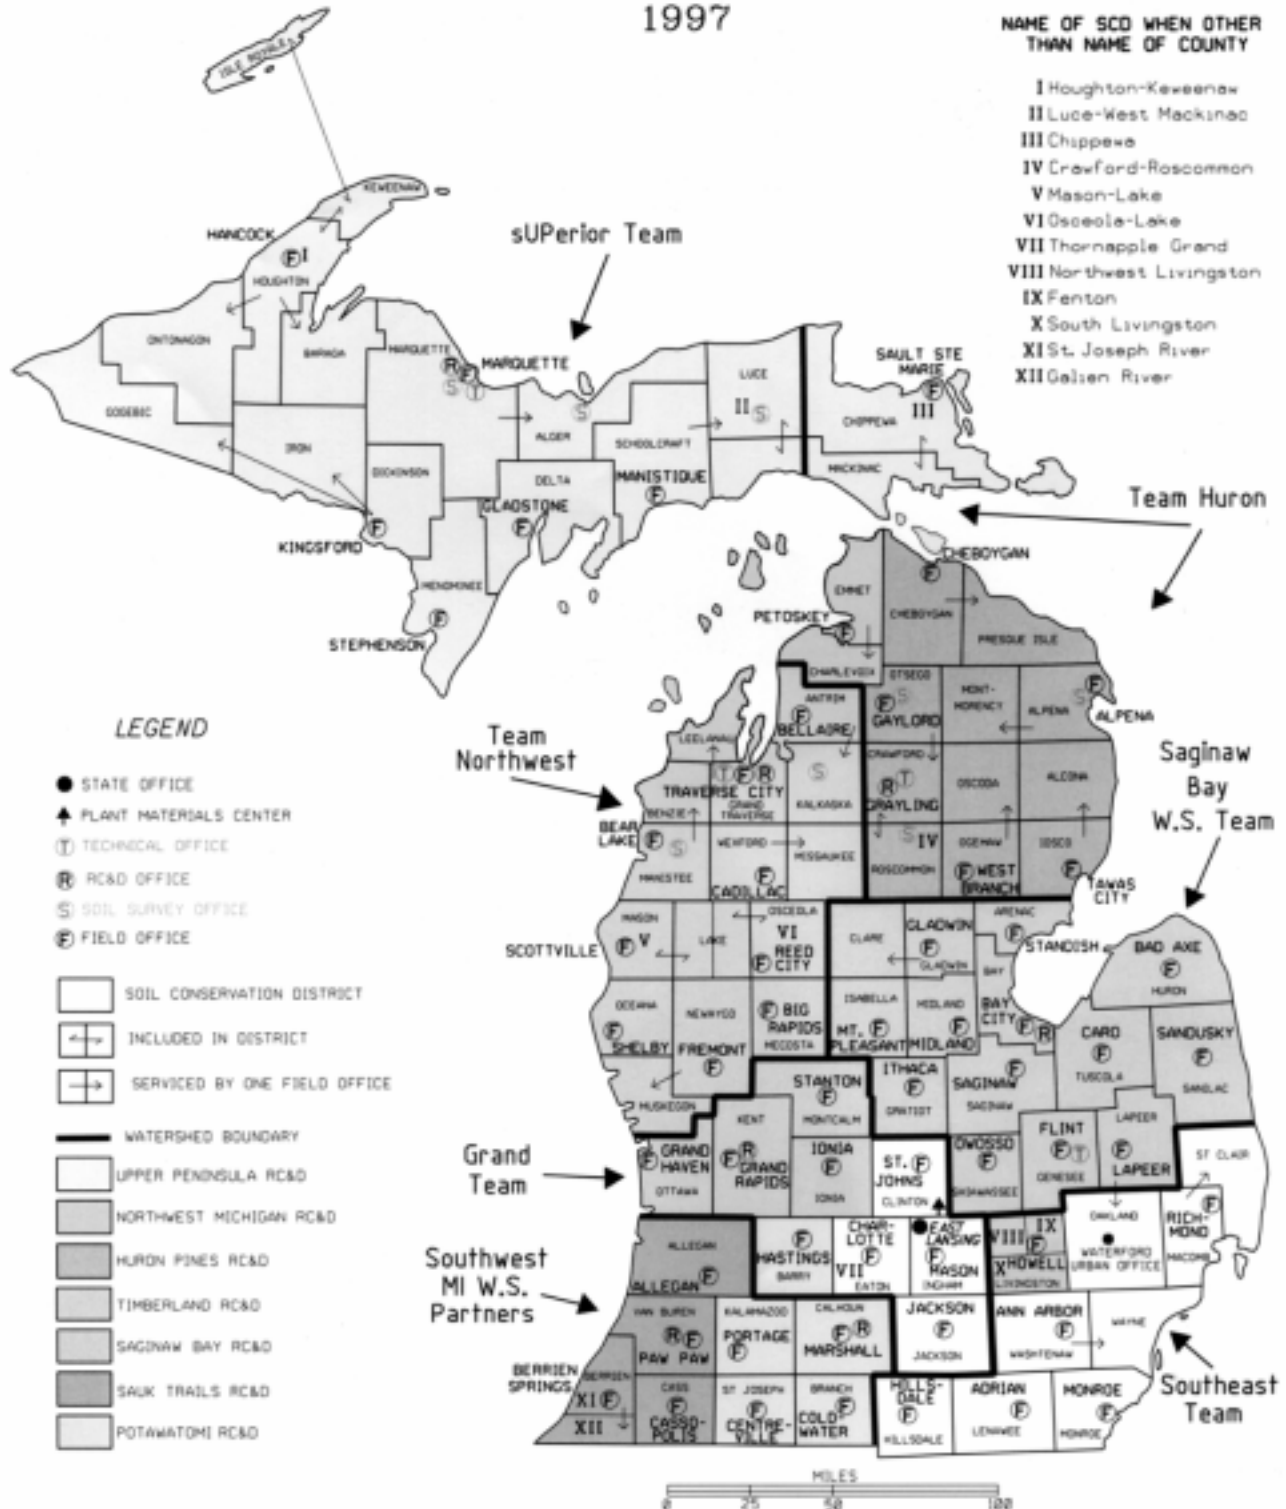 1997
NAME OF SCD WHEN OTHER
THAN NAME OF COUNTY
I Houghton-Keweenaw
II Luce-West Mackinac
III Chippewa
IV Crawford-Roscommon
V Mason-Lake
VI Osceola-Lake
VII Thornapple Grand
VIII Northwest Livingston
IX Fenton
X South Livingston
XI St. Joseph River
XII Galien River
ISLE ROYALE
KEWEENAW
HANCOCK
F I
HOUGHTON
sUPerior Team
ONTONAGON
BARAGA
MARQUETTE
MARQUETTE
R F
S T
GOGEBIC
IRON
DICKINSON
ALGER
S
SCHOOLCRAFT
LUCE
II S
SAULT STE
MARIE
F
III
CHIPPEWA
MACKINAC
DELTA
GLADSTONE
F
MANISTIQUE
F
KINGSFORD
F
MENOMINEE
F
STEPHENSON
Team Huron
CHEBOYGAN
F
CHEBOYGAN
EMMET
PETOSKEY
F
PRESQUE ISLE
CHARLEVOIX
OTSEGO
F S
GAYLORD
MONT-
MORENCY
ALPENA
S F
ALPENA
ANTRIM
F
BELLAIRE
LEELANAU
Team
Northwest
T F R
TRAVERSE CITY
GRAND
TRAVERSE
BENZIE
S
KALKASKA
CRAWFORD
R T
GRAYLING
OSCODA
ALCONA
BEAR
LAKE
F
S
MANISTEE
WEXFORD
F
CADILLAC
MISSAUKEE
S IV
ROSCOMMON
OGEMAW
F WEST
BRANCH
IOSCO
F
TAWAS
CITY
Saginaw
Bay
W.S. Team
LEGEND
STATE OFFICE
PLANT MATERIALS CENTER
T TECHNICAL OFFICE
R RC&D OFFICE
S SOIL SURVEY OFFICE
F FIELD OFFICE
SOIL CONSERVATION DISTRICT
INCLUDED IN DISTRICT
SERVICED BY ONE FIELD OFFICE
WATERSHED BOUNDARY
UPPER PENINSULA RC&D
NORTHWEST MICHIGAN RC&D
HURON PINES RC&D
TIMBERLAND RC&D
SAGINAW BAY RC&D
SAUK TRAILS RC&D
POTAWATOMI RC&D
MASON
F V
SCOTTVILLE
LAKE
OSCEOLA
VI
F REED
CITY
CLARE
GLADWIN
F
GLADWIN
ARENAC
F
STANDISH
BAY
BAY
CITY
F R
BAD AXE
F
HURON
OCEANA
F
SHELBY
NEWAYGO
FREMONT
F
F BIG
RAPIDS
MECOSTA
ISABELLA
MT. F
PLEASANT
MIDLAND
F
MIDLAND
CARO
F
TUSCOLA
SANDUSKY
F
SANILAC
MUSKEGON
STANTON
F
MONTCALM
ITHACA
F
GRATIOT
SAGINAW
F
SAGINAW
Grand
Team
GRAND
HAVEN
F
OTTAWA
KENT
F R
GRAND
RAPIDS
IONIA
F
IONIA
ST. F
JOHNS
CLINTON
OWOSSO
F
SHIAWASSEE
FLINT
F T
GENESEE
LAPEER
F
LAPEER
ST CLAIR
Southwest
MI W.S.
Partners
ALLEGAN
F
ALLEGAN
HASTINGS
F
BARRY
CHAR-
LOTTE
F
VII
EATON
EAST
LANSING
F
MASON
INGHAM
VIII
IX
F
X HOWELL
LIVINGSTON
OAKLAND
WATERFORD
URBAN OFFICE
RICH-
MOND
F
MACOMB
VAN BUREN
R F
PAW PAW
KALAMAZOO
PORTAGE
F
CALHOUN
F R
MARSHALL
JACKSON
F
JACKSON
ANN ARBOR
F
WASHTENAW
WAYNE
BERRIEN
SPRINGS
BERRIEN
XI F
XII
CASS
F
CASSO-
POLIS
ST JOSEPH
F
CENTRE-
VILLE
BRANCH
F
COLD-
WATER
HILLS-
DALE
F
HILLSDALE
ADRIAN
F
LENAWEE
MONROE
F
MONROE
Southeast
Team
MILES
0 25 50 100